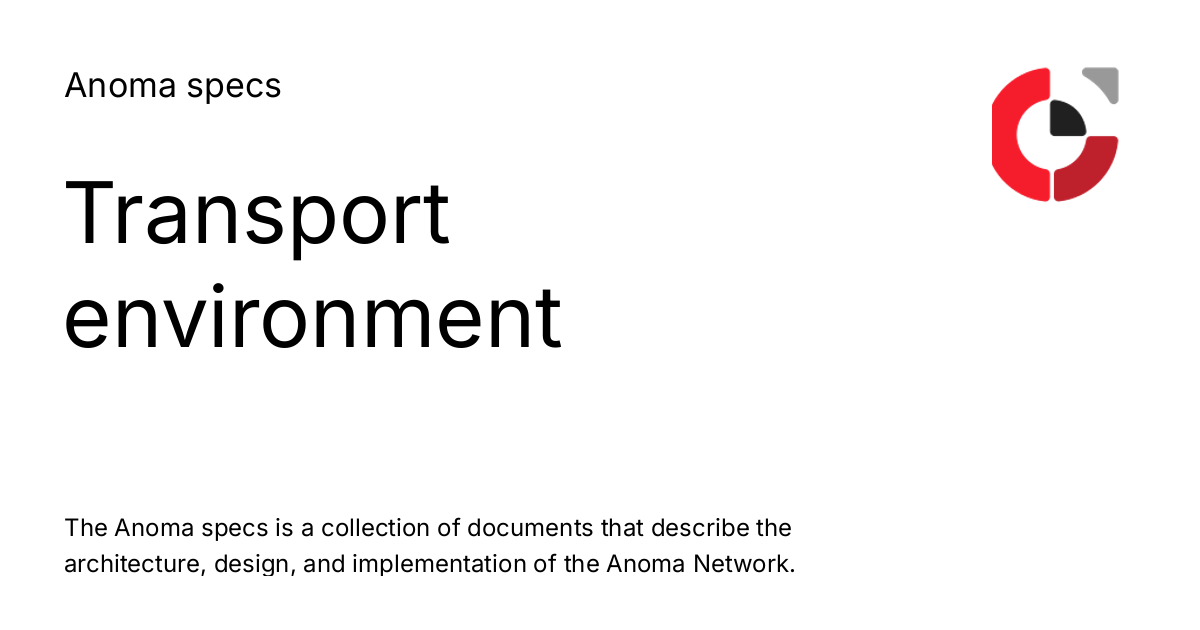 Anoma specs
Transport
environment
The Anoma specs is a collection of documents that describe the
architecture, design, and implementation of the Anoma Network.